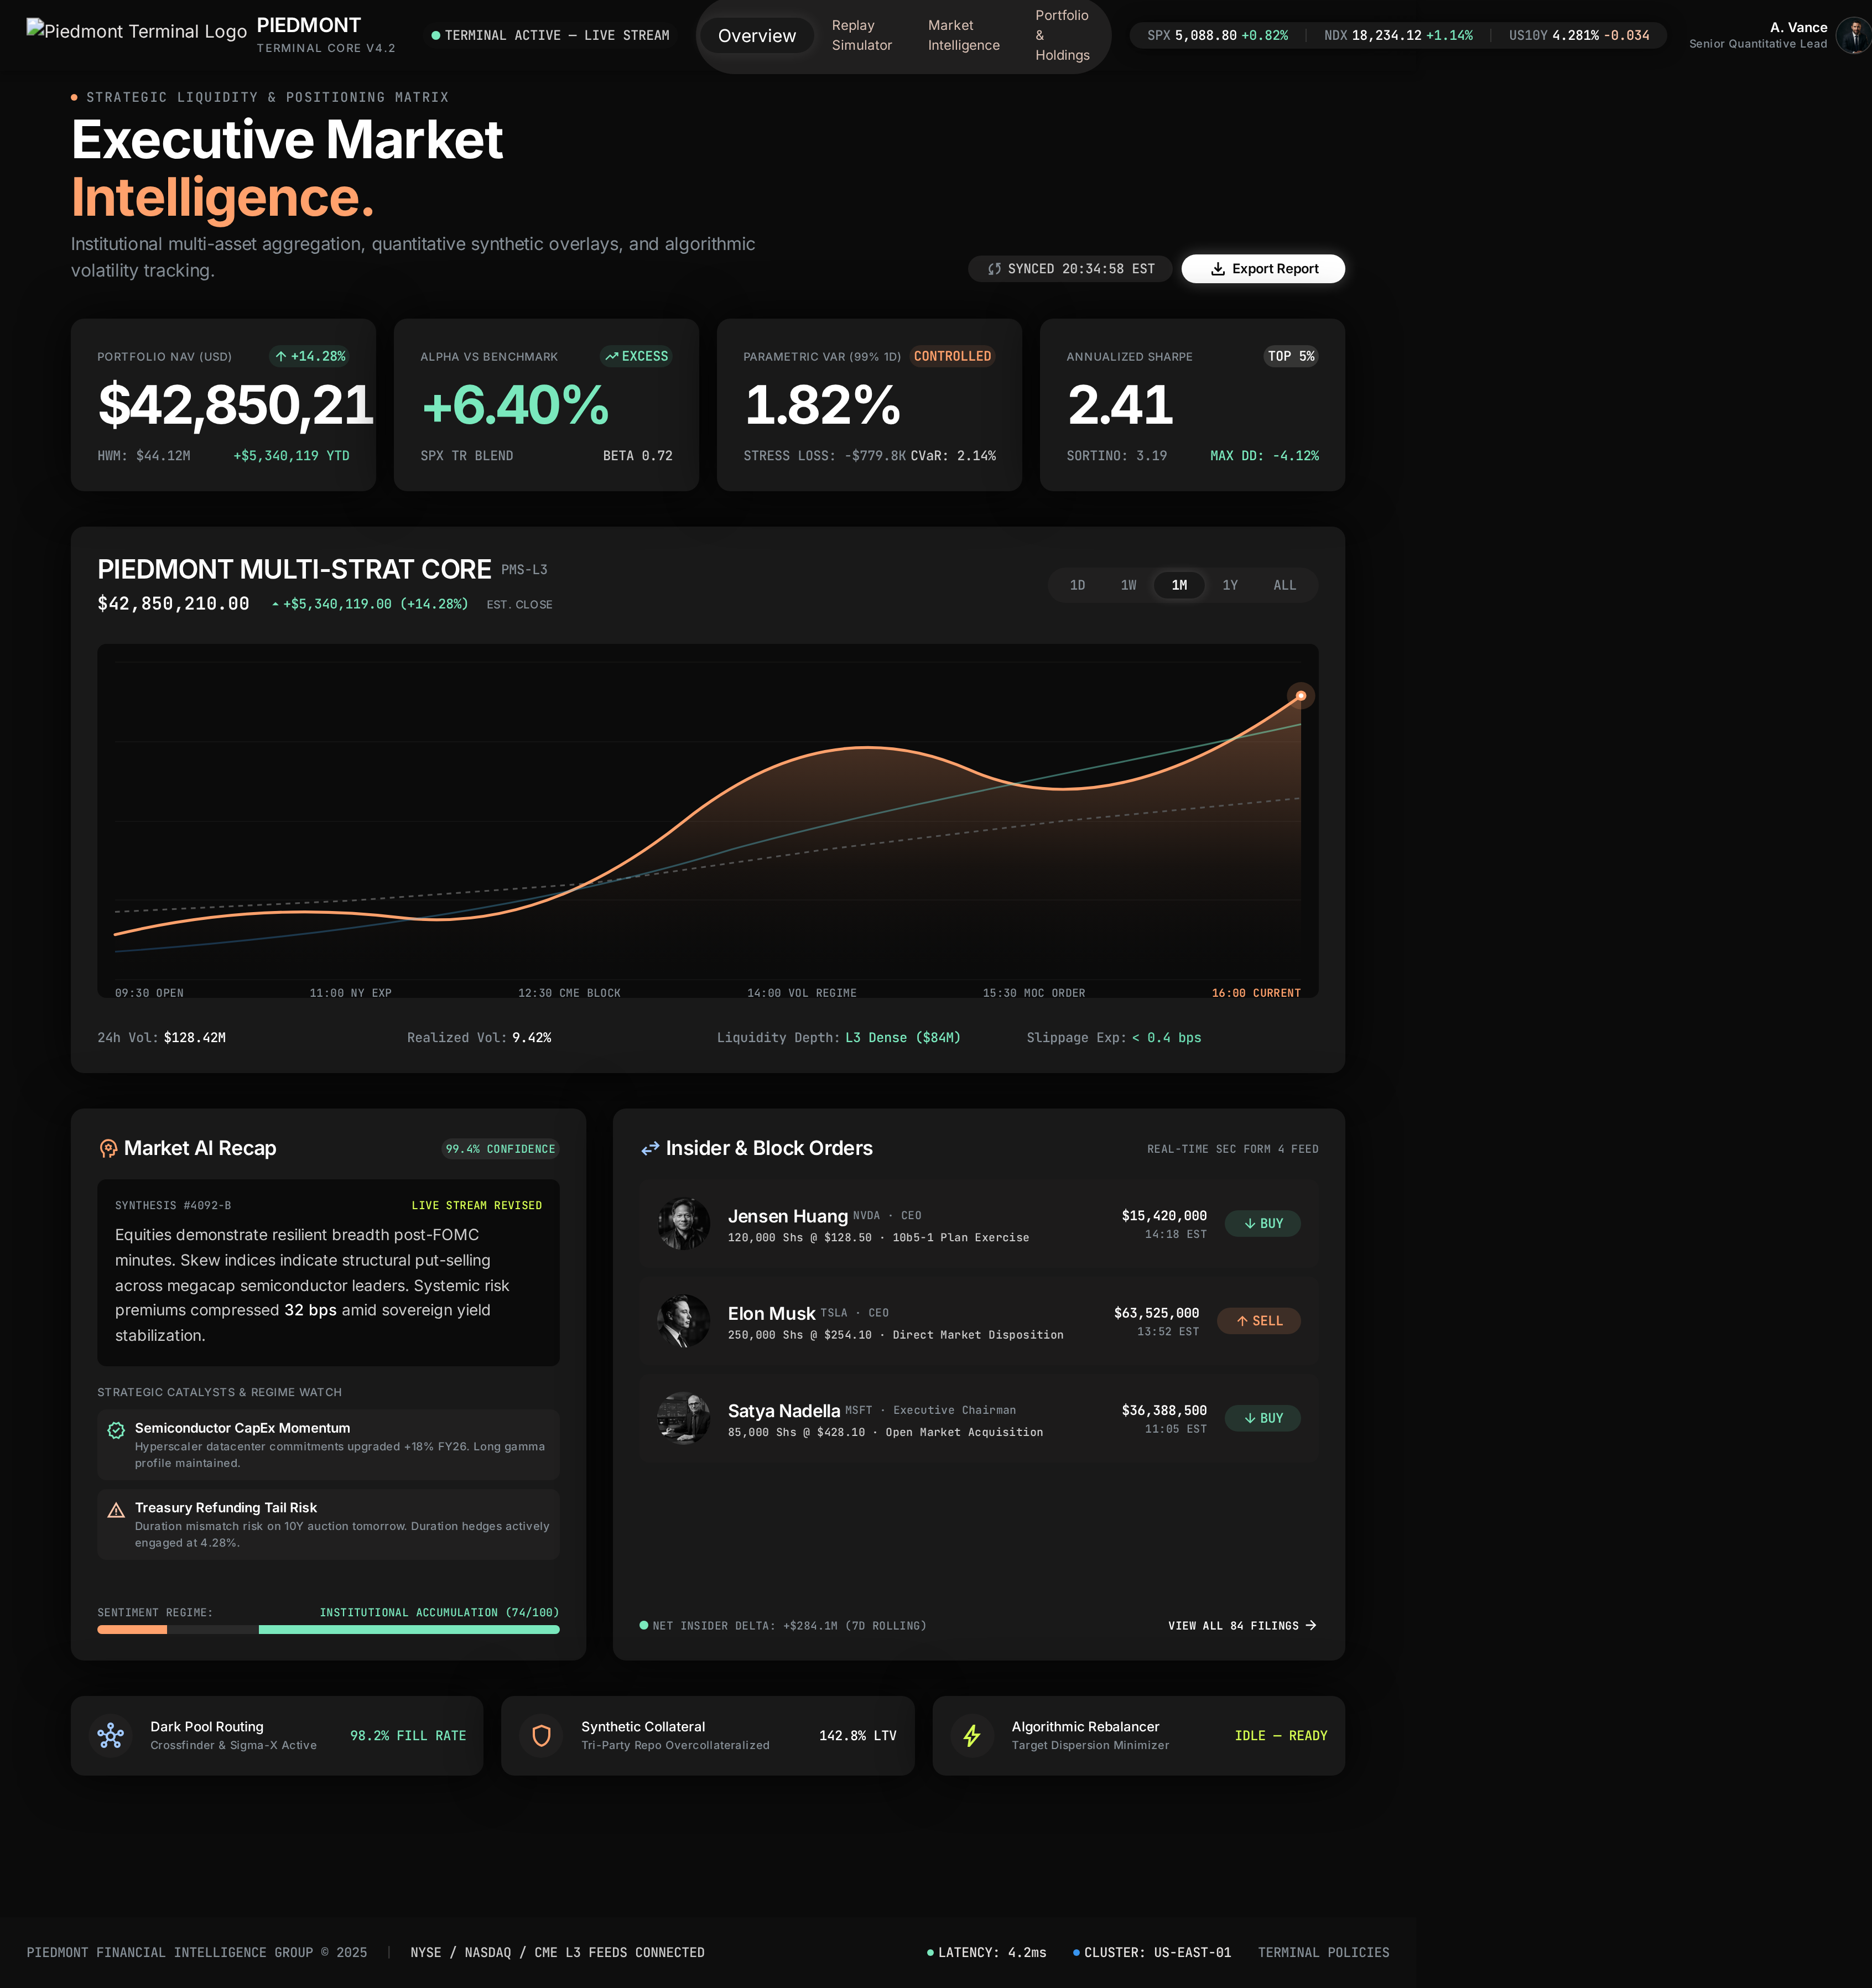 Piedmont Terminal Logo
PIEDMONT
TERMINAL CORE V4.2
TERMINAL ACTIVE — LIVE STREAM
Overview
Replay
Simulator
Market
Intelligence
Portfolio
&
Holdings
SPX 5,088.80 +0.82%
NDX 18,234.12 +1.14%
US10Y 4.281% -0.034
A. Vance
Senior Quantitative Lead
STRATEGIC LIQUIDITY & POSITIONING MATRIX
Executive Market
Intelligence.
Institutional multi-asset aggregation, quantitative synthetic overlays, and algorithmic
volatility tracking.
SYNCED 20:34:58 EST
Export Report
PORTFOLIO NAV (USD)
+14.28%
$42,850,21
HWM: $44.12M
+$5,340,119 YTD
ALPHA VS BENCHMARK
EXCESS
+6.40%
SPX TR BLEND
BETA 0.72
PARAMETRIC VAR (99% 1D)
CONTROLLED
1.82%
STRESS LOSS: -$779.8K
CVaR: 2.14%
ANNUALIZED SHARPE
TOP 5%
2.41
SORTINO: 3.19
MAX DD: -4.12%
PIEDMONT MULTI-STRAT CORE PMS-L3
$42,850,210.00 +$5,340,119.00 (+14.28%) EST. CLOSE
1D 1W 1M 1Y ALL
09:30 OPEN 11:00 NY EXP 12:30 CME BLOCK 14:00 VOL REGIME 15:30 MOC ORDER 16:00 CURRENT
24h Vol: $128.42M
Realized Vol: 9.42%
Liquidity Depth: L3 Dense ($84M)
Slippage Exp: < 0.4 bps
Market AI Recap
99.4% CONFIDENCE
SYNTHESIS #4092-B
LIVE STREAM REVISED
Equities demonstrate resilient breadth post-FOMC
minutes. Skew indices indicate structural put-selling
across megacap semiconductor leaders. Systemic risk
premiums compressed 32 bps amid sovereign yield
stabilization.
STRATEGIC CATALYSTS & REGIME WATCH
Semiconductor CapEx Momentum
Hyperscaler datacenter commitments upgraded +18% FY26. Long gamma
profile maintained.
Treasury Refunding Tail Risk
Duration mismatch risk on 10Y auction tomorrow. Duration hedges actively
engaged at 4.28%.
SENTIMENT REGIME:
INSTITUTIONAL ACCUMULATION (74/100)
Insider & Block Orders
REAL-TIME SEC FORM 4 FEED
Jensen Huang NVDA · CEO
120,000 Shs @ $128.50 · 10b5-1 Plan Exercise
$15,420,000
14:18 EST
BUY
Elon Musk TSLA · CEO
250,000 Shs @ $254.10 · Direct Market Disposition
$63,525,000
13:52 EST
SELL
Satya Nadella MSFT · Executive Chairman
85,000 Shs @ $428.10 · Open Market Acquisition
$36,388,500
11:05 EST
BUY
NET INSIDER DELTA: +$284.1M (7D ROLLING)
VIEW ALL 84 FILINGS
Dark Pool Routing
Crossfinder & Sigma-X Active
98.2% FILL RATE
Synthetic Collateral
Tri-Party Repo Overcollateralized
142.8% LTV
Algorithmic Rebalancer
Target Dispersion Minimizer
IDLE — READY
PIEDMONT FINANCIAL INTELLIGENCE GROUP © 2025
NYSE / NASDAQ / CME L3 FEEDS CONNECTED
LATENCY: 4.2ms
CLUSTER: US-EAST-01
TERMINAL POLICIES